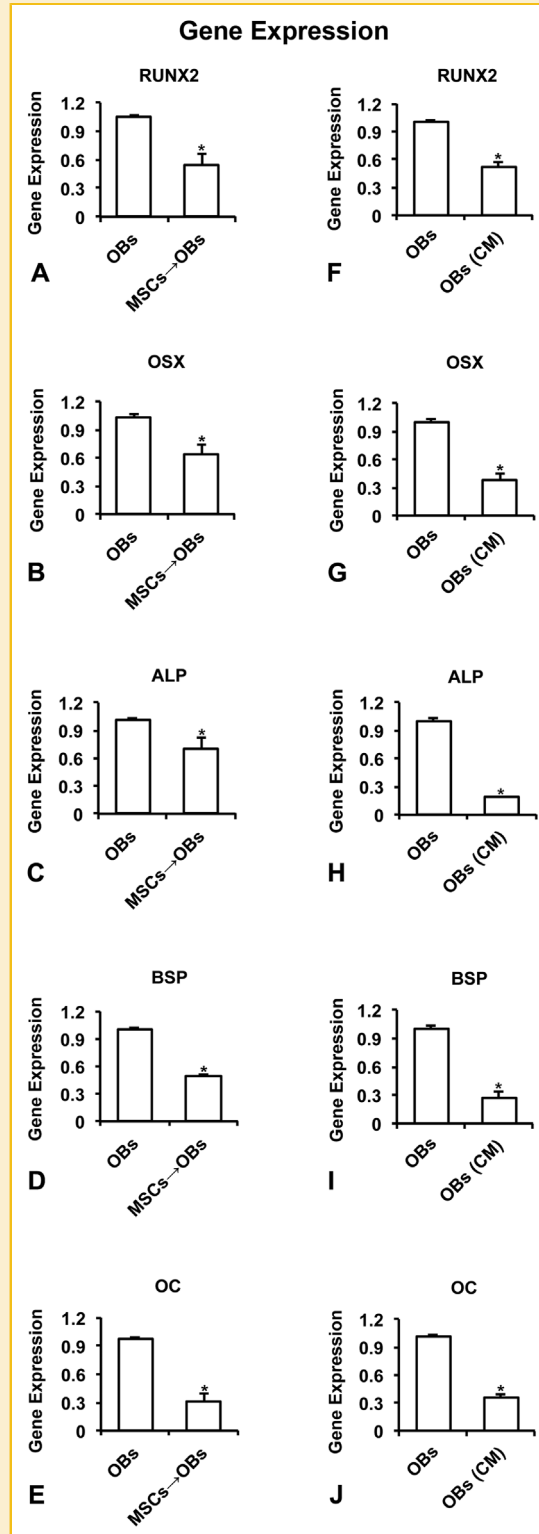 Gene Expression
RUNX2
Gene Expression
1.2
0.9
0.6
0.3
0
*
OBs
MSCs→OBs
A
RUNX2
Gene Expression
1.2
0.9
0.6
0.3
0
*
OBs
OBs (CM)
F
OSX
Gene Expression
1.2
0.9
0.6
0.3
0
*
OBs
MSCs→OBs
B
OSX
Gene Expression
1.2
0.9
0.6
0.3
0
*
OBs
OBs (CM)
G
ALP
Gene Expression
1.2
0.9
0.6
0.3
0
*
OBs
MSCs→OBs
C
ALP
Gene Expression
1.2
0.9
0.6
0.3
0
*
OBs
OBs (CM)
H
BSP
Gene Expression
1.2
0.9
0.6
0.3
0
*
OBs
MSCs→OBs
D
BSP
Gene Expression
1.2
0.9
0.6
0.3
0
*
OBs
OBs (CM)
I
OC
Gene Expression
1.2
0.9
0.6
0.3
0
*
OBs
MSCs→OBs
E
OC
Gene Expression
1.2
0.9
0.6
0.3
0
*
OBs
OBs (CM)
J